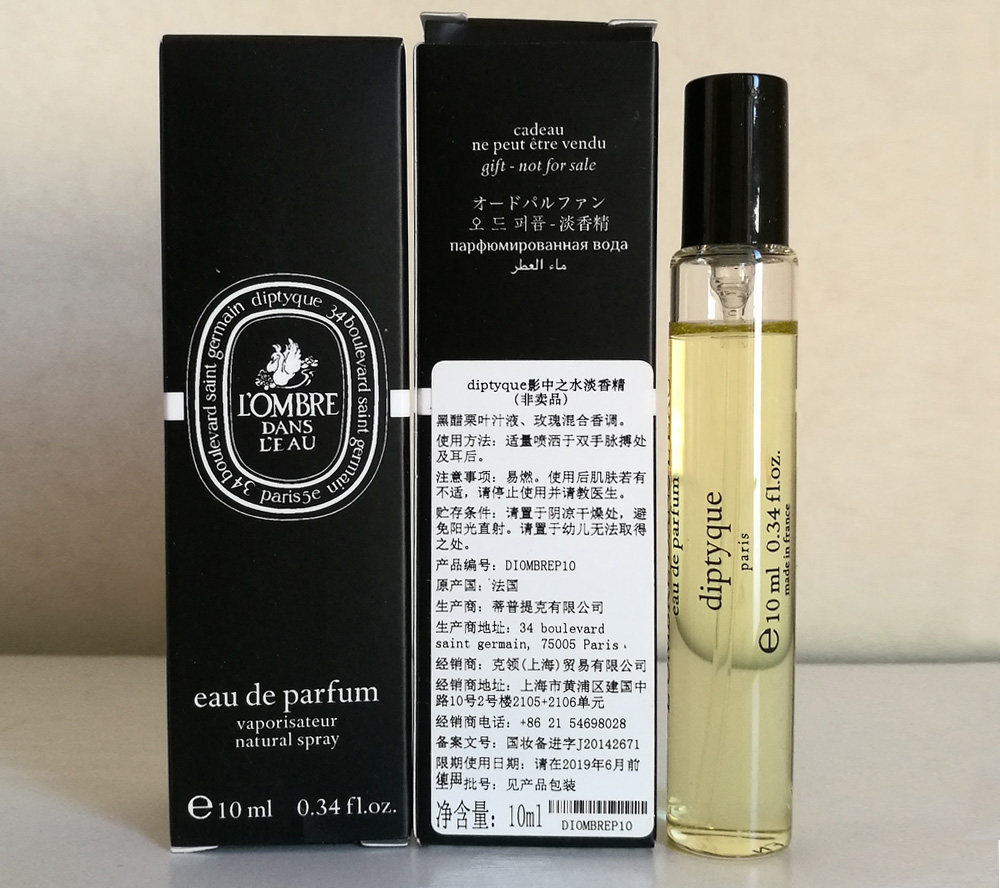 diptyque 34 boulevard saint germain paris5e 34 boulevard saint germain
L'OMBRE
DANS
L'EAU
eau de parfum
vaporisateur
natural spray
e 10 ml 0.34 fl.oz.
cadeau
ne peut être vendu
gift - not for sale
オードパルファン
오 드 퍼퓸 - 淡香精
парфюмированная вода
ماء العطر
diptyque影中之水淡香精
(非卖品)
黑醋栗叶汁液、玫瑰混合香调。
使用方法：适量喷洒于双手脉搏处
及耳后。
注意事项：易燃。使用后肌肤若有
不适，请停止使用并请教医生。
贮存条件：请置于阴凉干燥处，避
免阳光直射。请置于幼儿无法取得
之处。
产品编号：DIOMBREP10
原产国：法国
生产商：蒂普提克有限公司
生产商地址：34 boulevard
saint germain, 75005 Paris
经销商：克领(上海)贸易有限公司
经销商地址：上海市黄浦区建国中
路10号2号楼2105+2106单元
经销商电话：+86 21 54698028
备案文号：国妆备进字J20142671
限期使用日期：请在2019年6月前
使用
生产批号：见产品包装
净含量：10ml
DIOMBREP10
eau de parfum
diptyque
paris
e 10 ml 0.34 fl.oz.
made in france